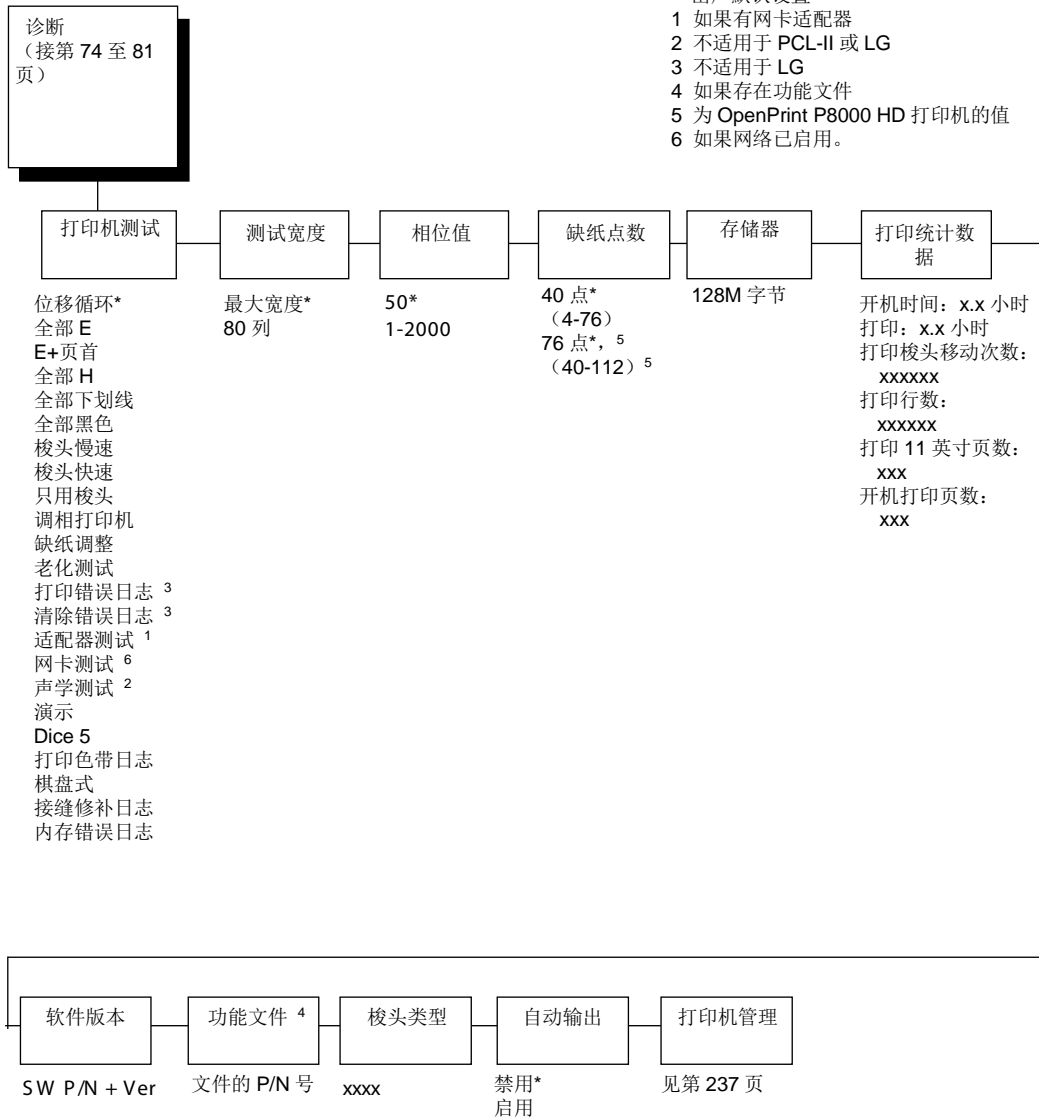 诊断
（接第 74 至 81
页）
1 如果有网卡适配器
2 不适用于 PCL-II 或 LG
3 不适用于 LG
4 如果存在功能文件
5 为 OpenPrint P8000 HD 打印机的值
6 如果网络已启用。
打印机测试
位移循环*
全部 E
E+页首
全部 H
全部下划线
全部黑色
梭头慢速
梭头快速
只用梭头
调相打印机
缺纸调整
老化测试
打印错误日志 3
清除错误日志 3
适配器测试 1
网卡测试 6
声学测试 2
演示
Dice 5
打印色带日志
棋盘式
接缝修补日志
内存错误日志
测试宽度
最大宽度*
80 列
相位值
50*
1-2000
缺纸点数
40 点*
（4-76）
76 点*，5
（40-112）5
存储器
128M 字节
打印统计数
据
开机时间：x.x 小时
打印：x.x 小时
打印梭头移动次数：
xxxxxx
打印行数：
xxxxxx
打印 11 英寸页数：
xxx
开机打印页数：
xxx
软件版本
SW P/N + Ver
功能文件 4
文件的 P/N 号
梭头类型
xxxx
自动输出
禁用*
启用
打印机管理
见第 237 页